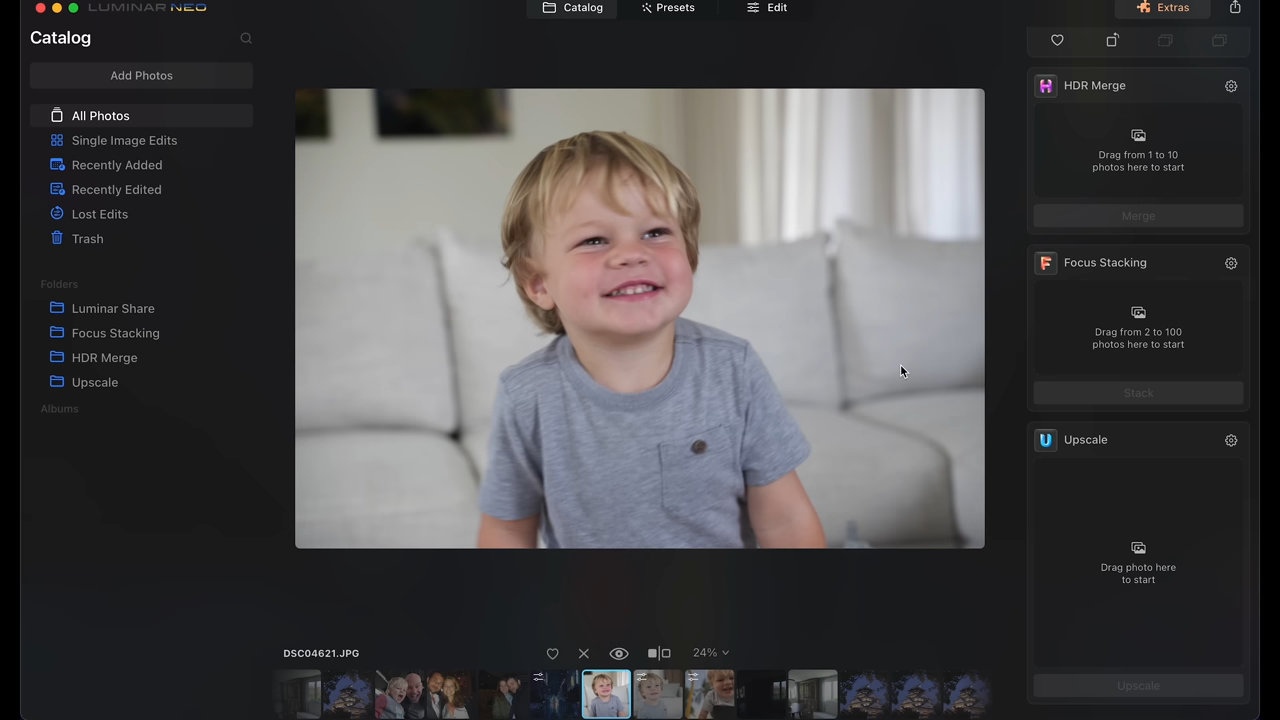 LUMINAR NEO
Catalog
Presets
Edit
Extras
Catalog
Add Photos
All Photos
Single Image Edits
Recently Added
Recently Edited
Lost Edits
Trash
Folders
Luminar Share
Focus Stacking
HDR Merge
Upscale
Albums
DSC04621.JPG
24%
HDR Merge
Drag from 1 to 10
photos here to start
Merge
Focus Stacking
Drag from 2 to 100
photos here to start
Stack
Upscale
Drag photo here
to start
Upscale